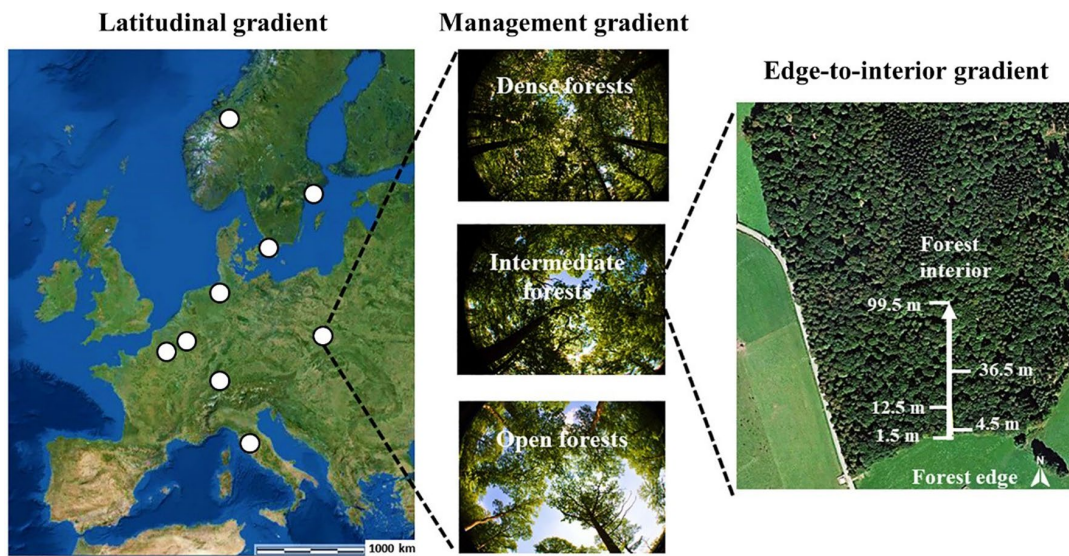 Latitudinal gradient
1000 km
Management gradient
Dense forests
Intermediate
forests
Open forests
Edge-to-interior gradient
Forest
interior
99.5 m
36.5 m
12.5 m
4.5 m
1.5 m
Forest edge
N